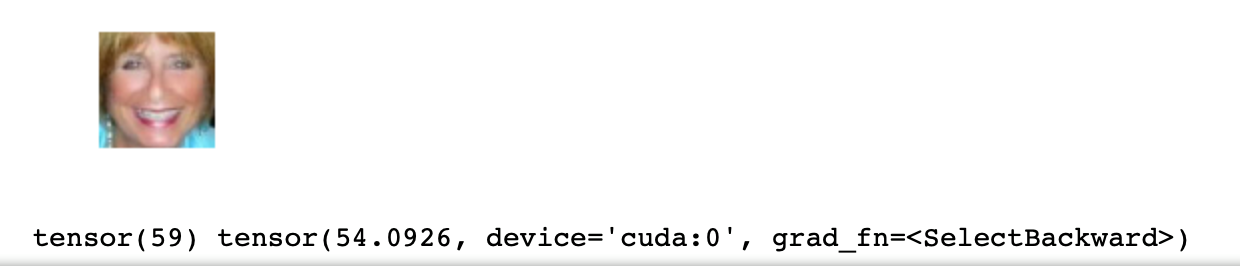 tensor(59) tensor(54.0926, device='cuda:0', grad_fn=<SelectBackward>)